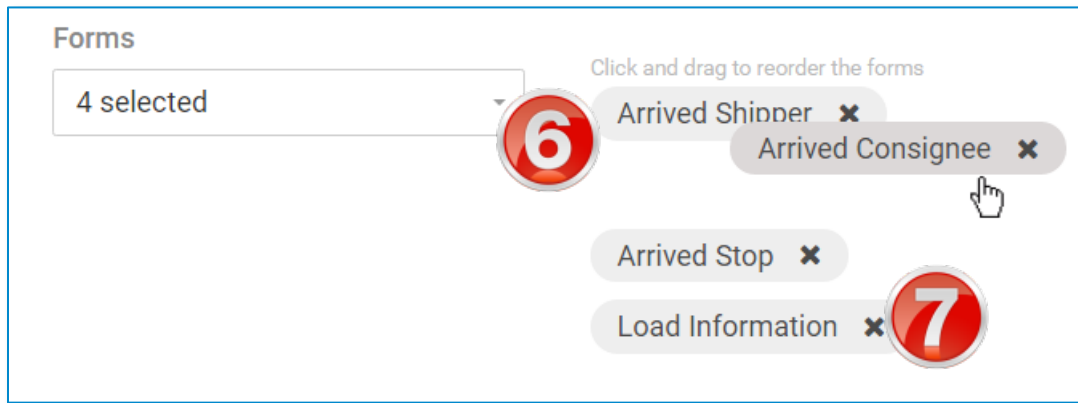 Forms
4 selected
Click and drag to reorder the forms
Arrived Shipper ✖
6
Arrived Consignee ✖
Arrived Stop ✖
Load Information ✖
7